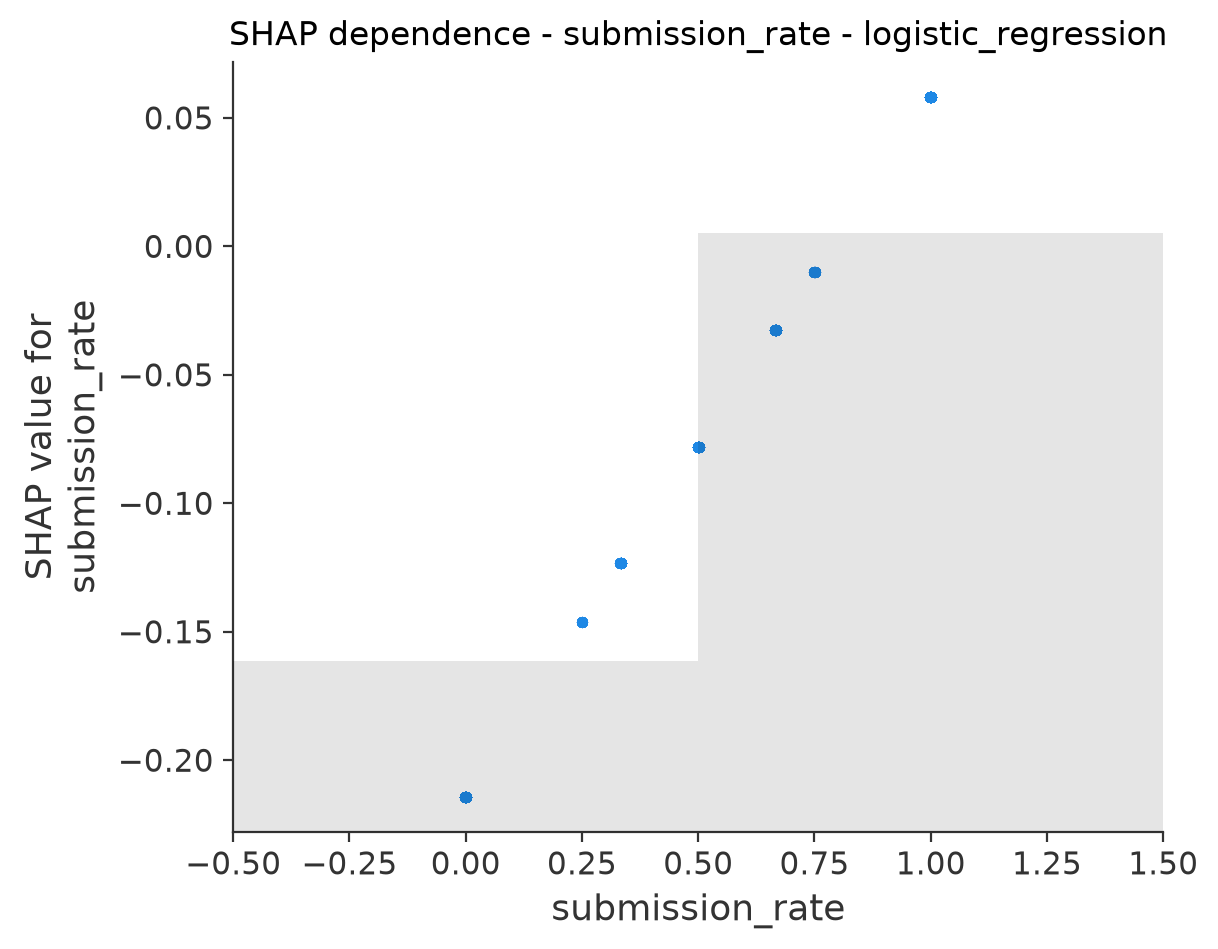 SHAP dependence - submission_rate - logistic_regression
0.05
0.00
−0.05
−0.10
−0.15
−0.20
SHAP value for
submission_rate
−0.50 −0.25 0.00 0.25 0.50 0.75 1.00 1.25 1.50
submission_rate